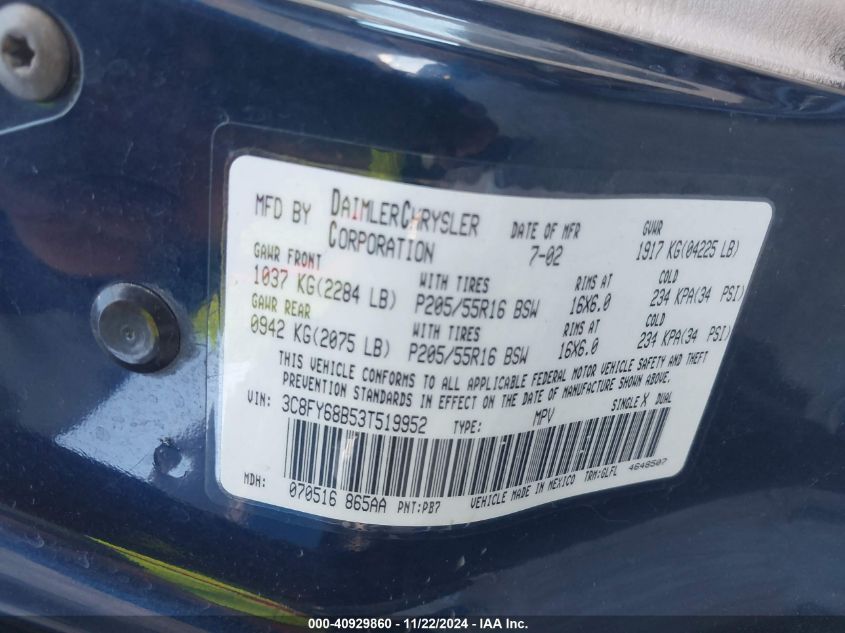 MFD BY DAIMLERCHRYSLER CORPORATION DATE OF MFR 7-02 GVWR 1917 KG(04225 LB)
GAWR FRONT 1037 KG(2284 LB) WITH TIRES P205/55R16 BSW RIMS AT 16X6.0 COLD 234 KPA(34 PSI)
GAWR REAR 0942 KG(2075 LB) WITH TIRES P205/55R16 BSW RIMS AT 16X6.0 COLD 234 KPA(34 PSI)
THIS VEHICLE CONFORMS TO ALL APPLICABLE FEDERAL MOTOR VEHICLE SAFETY AND THEFT
PREVENTION STANDARDS IN EFFECT ON THE DATE OF MANUFACTURE SHOWN ABOVE.
VIN: 3C8FY68B53T519952 TYPE: MPV SINGLE X DUAL
MDH: 070516 865AA PNT:PB7 VEHICLE MADE IN MEXICO TRM:GLFL 4648507
000-40929860 - 11/22/2024 - IAAI Inc.